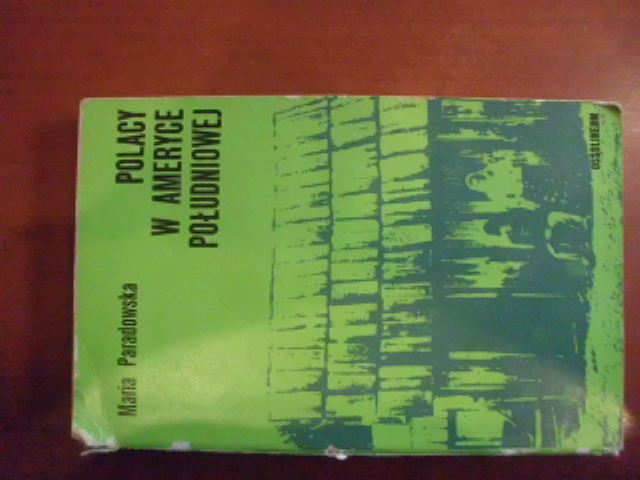 Maria Paradowska
POLACY
W AMERYCE
POŁUDNIOWEJ
OSSOLINEUM